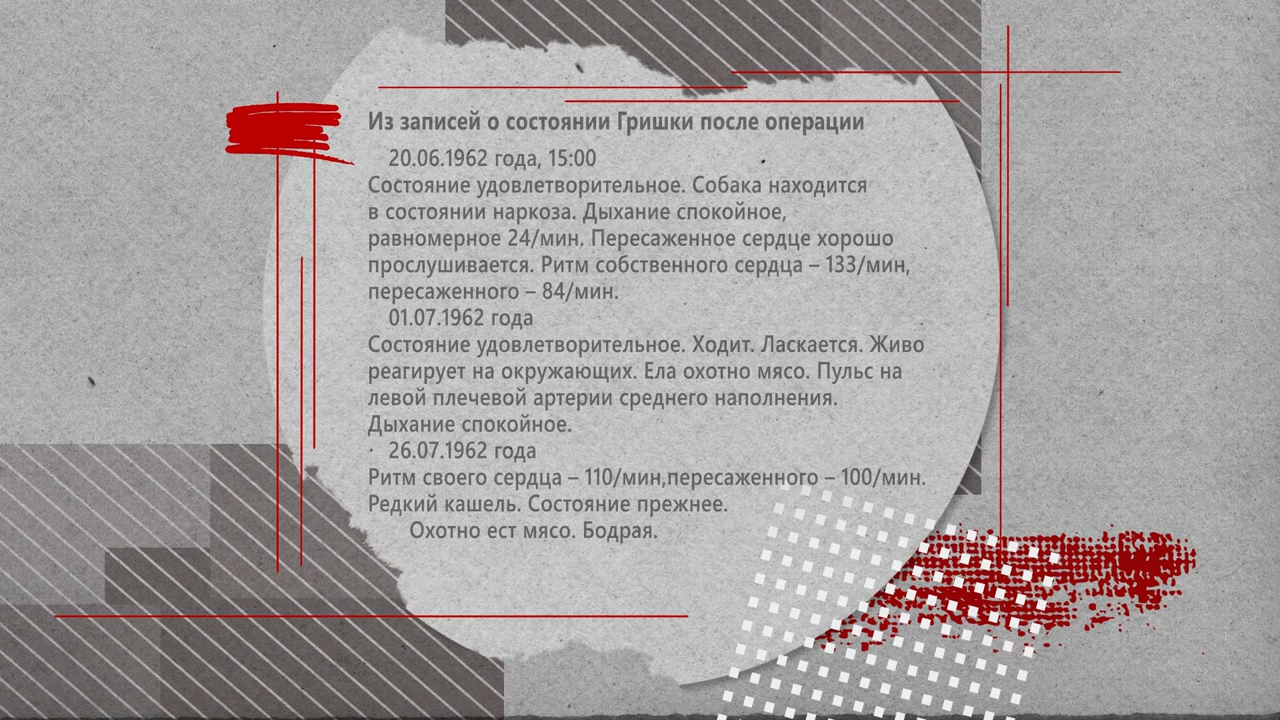 Из записей о состоянии Гришки после операции
20.06.1962 года, 15:00
Состояние удовлетворительное. Собака находится
в состоянии наркоза. Дыхание спокойное,
равномерное 24/мин. Пересаженное сердце хорошо
прослушивается. Ритм собственного сердца – 133/мин,
пересаженного – 84/мин.
01.07.1962 года
Состояние удовлетворительное. Ходит. Ласкается. Живо
реагирует на окружающих. Ела охотно мясо. Пульс на
левой плечевой артерии среднего наполнения.
Дыхание спокойное.
26.07.1962 года
Ритм своего сердца – 110/мин,пересаженного – 100/мин.
Редкий кашель. Состояние прежнее.
Охотно ест мясо. Бодрая.